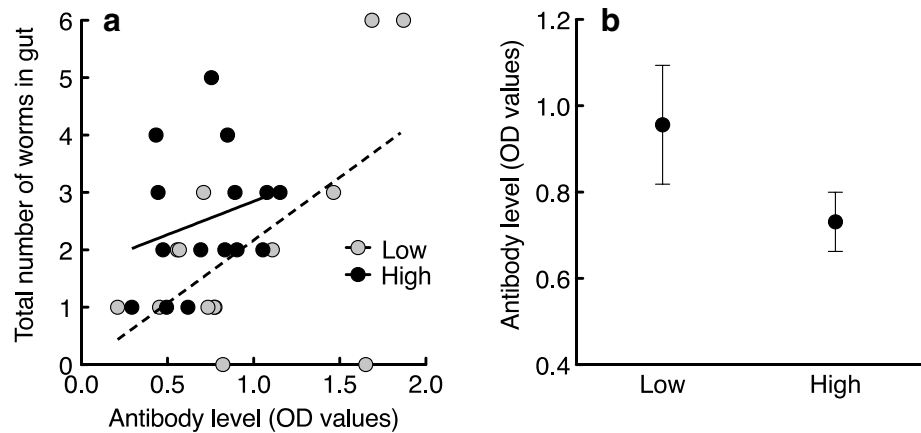 a
Total number of worms in gut
6
5
4
3
2
1
0
0.0
0.5
1.0
1.5
2.0
Antibody level (OD values)
Low
High
b
Antibody level (OD values)
1.2
1.0
0.8
0.6
0.4
Low
High